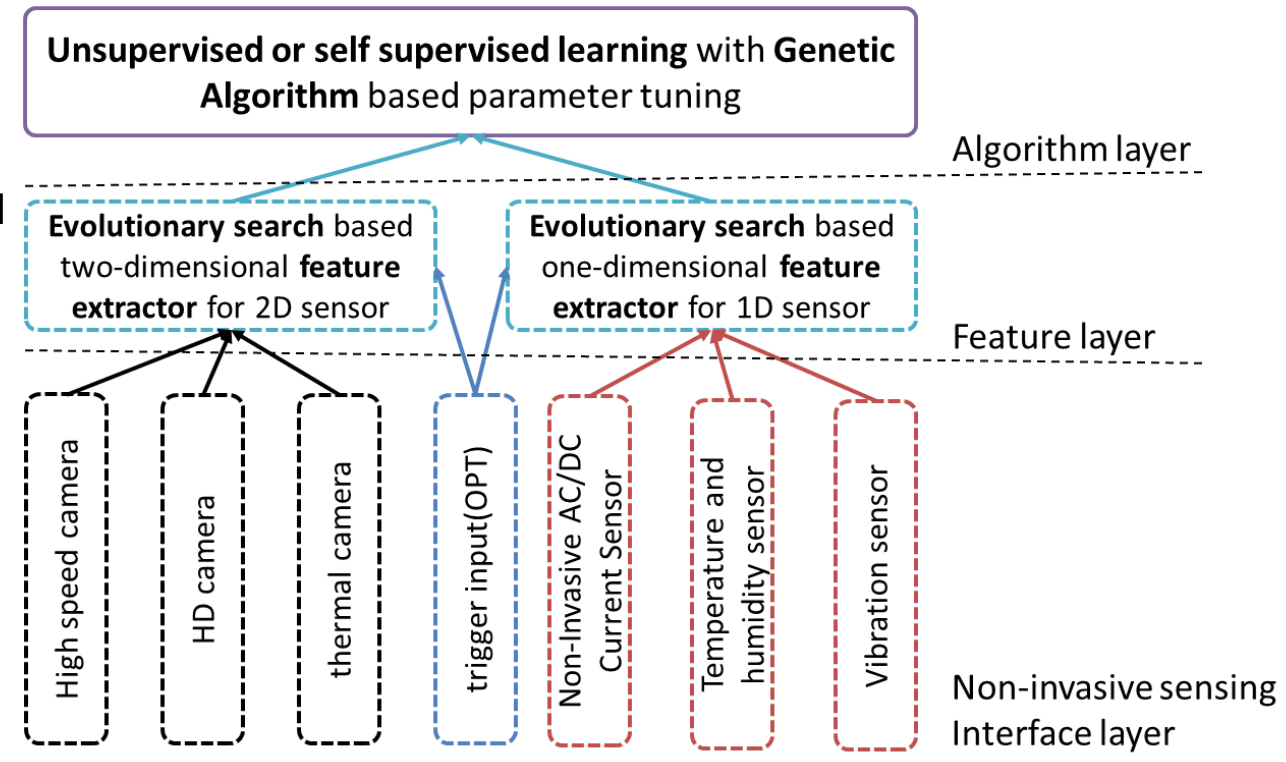 Unsupervised or self supervised learning with Genetic
Algorithm based parameter tuning
Algorithm layer
Evolutionary search based
two-dimensional feature
extractor for 2D sensor
Evolutionary search based
one-dimensional feature
extractor for 1D sensor
Feature layer
High speed camera
HD camera
thermal camera
trigger input(OPT)
Non-Invasive AC/DC
Current Sensor
Temperature and
humidity sensor
Vibration sensor
Non-invasive sensing
Interface layer